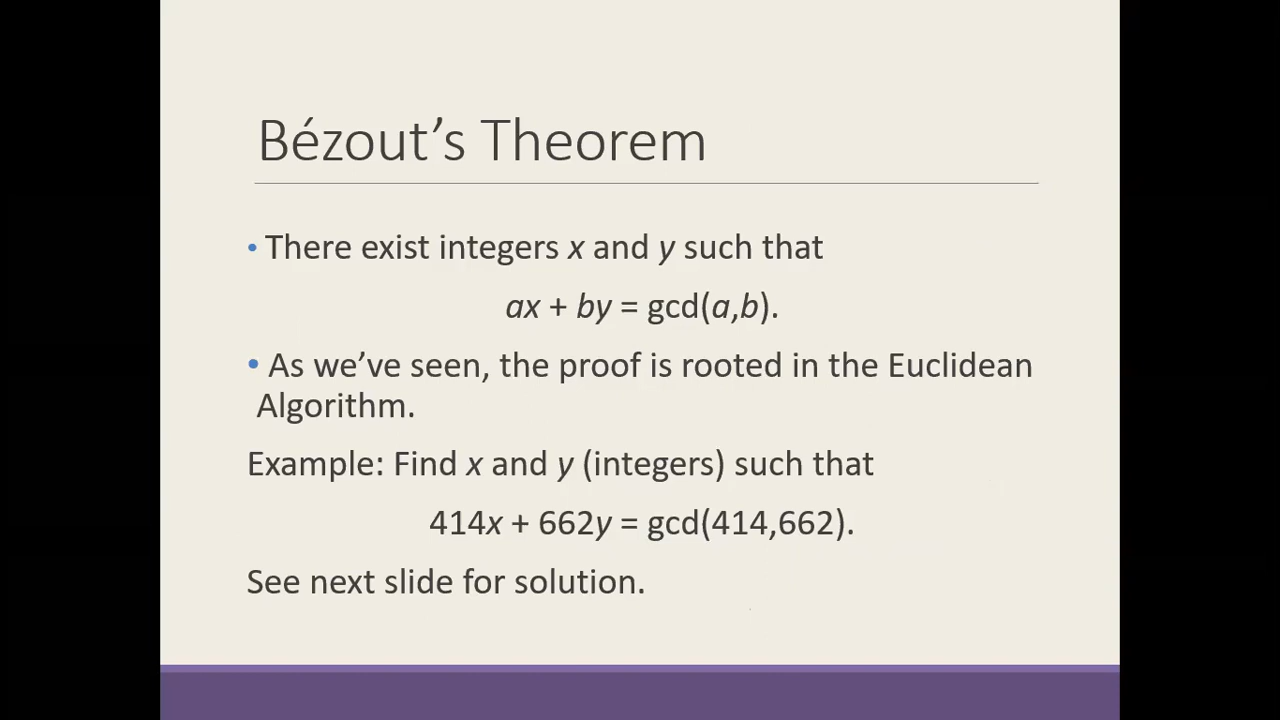 Bézout’s Theorem
• There exist integers x and y such that
ax + by = gcd(a,b).
• As we’ve seen, the proof is rooted in the Euclidean
Algorithm.
Example: Find x and y (integers) such that
414x + 662y = gcd(414,662).
See next slide for solution.